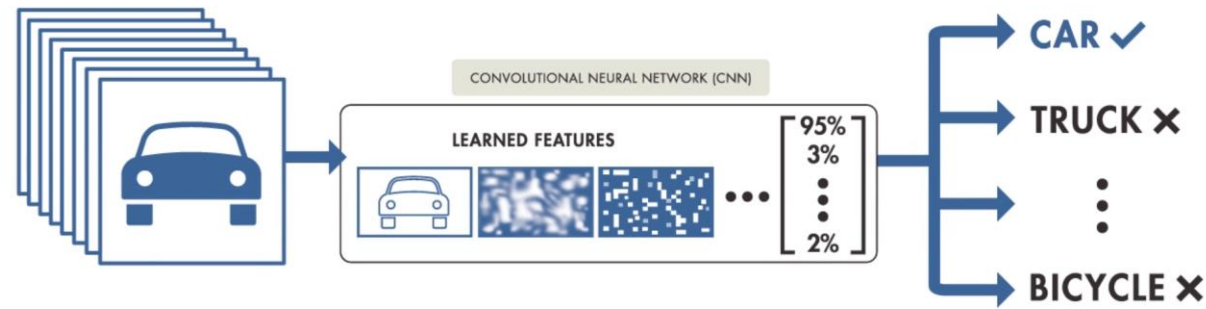 CONVOLUTIONAL NEURAL NETWORK (CNN)
LEARNED FEATURES
95%
3%
2%
CAR ✓
TRUCK ×
BICYCLE ×